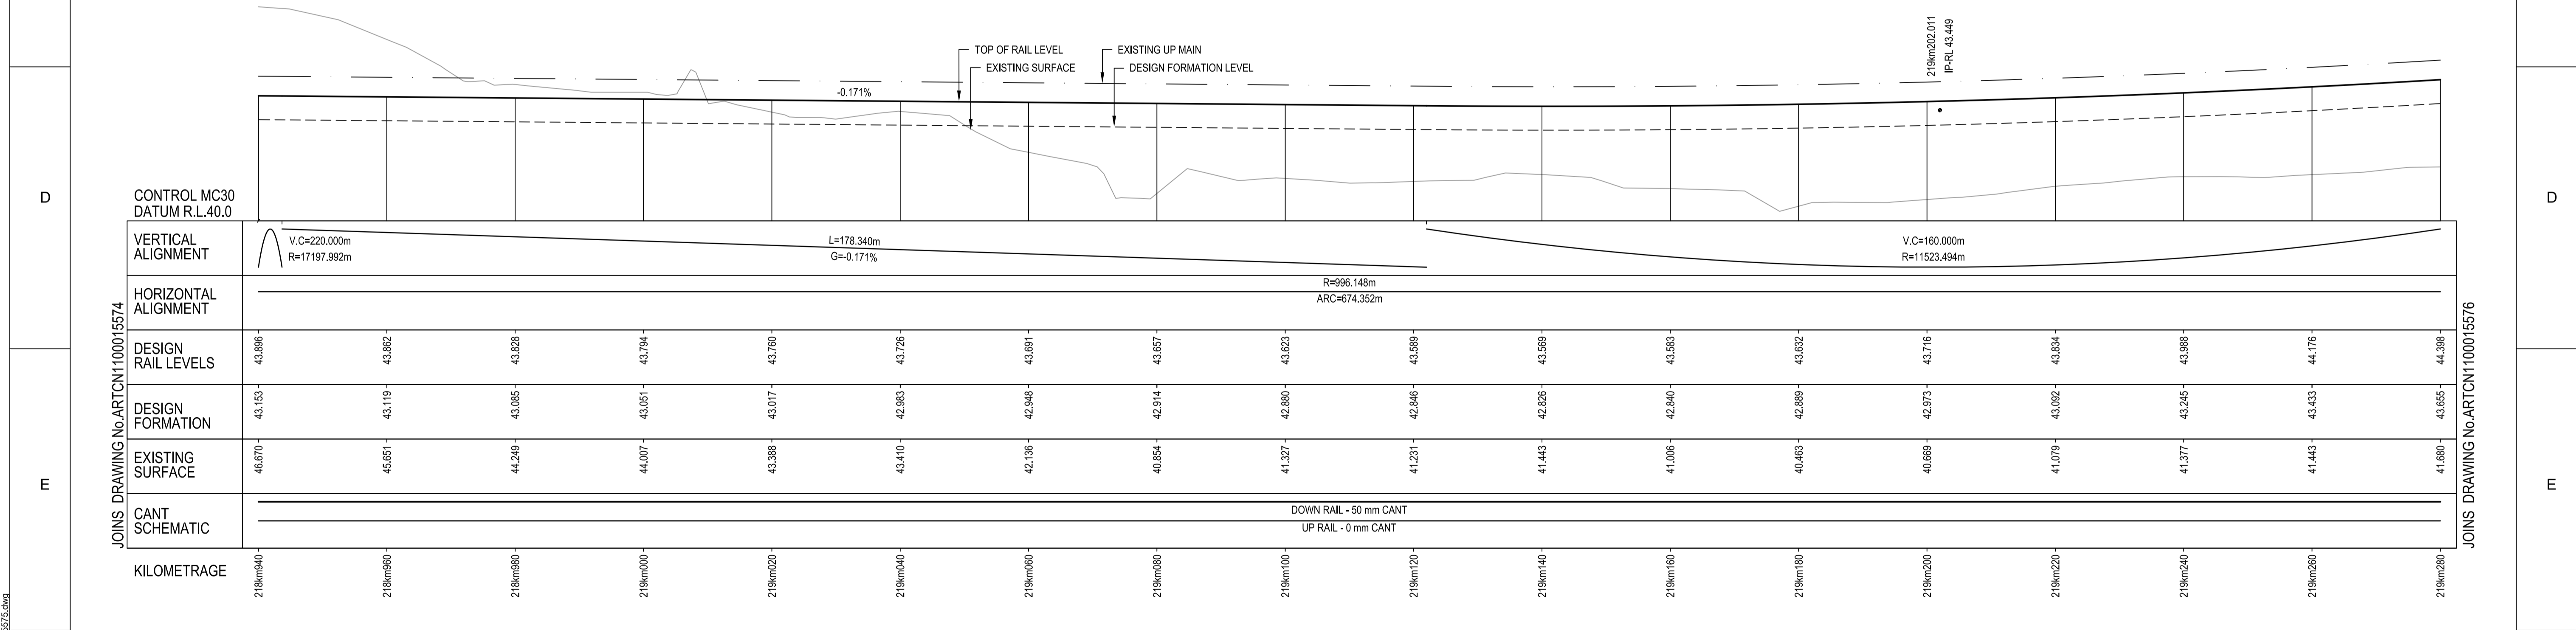 219km202.011
IP-RL 43.449
TOP OF RAIL LEVEL
EXISTING UP MAIN
EXISTING SURFACE
DESIGN FORMATION LEVEL
-0.171%
D
D
CONTROL MC30
DATUM R.L.40.0
VERTICAL
ALIGNMENT
V.C=220.000m
R=17197.992m
L=178.340m
G=-0.171%
V.C=160.000m
R=11523.494m
HORIZONTAL
ALIGNMENT
R=996.148m
ARC=674.352m
DESIGN
RAIL LEVELS
43.896 43.862 43.828 43.794 43.760 43.726 43.691 43.657 43.623 43.589 43.569 43.583 43.632 43.716 43.834 43.988 44.176 44.398
DESIGN
FORMATION
43.153 43.119 43.085 43.051 43.017 42.983 42.948 42.914 42.880 42.846 42.826 42.840 42.889 42.973 43.092 43.245 43.433 43.655
EXISTING
SURFACE
46.670 45.651 44.249 44.007 43.388 43.410 42.136 40.854 41.327 41.231 41.443 41.006 40.463 40.669 41.079 41.377 41.443 41.680
E
E
CANT
SCHEMATIC
DOWN RAIL - 50 mm CANT
UP RAIL - 0 mm CANT
KILOMETRAGE
218km940 218km960 218km980 219km000 219km020 219km040 219km060 219km080 219km100 219km120 219km140 219km160 219km180 219km200 219km220 219km240 219km260 219km280
JOINS DRAWING No.ARTCN1100015574
JOINS DRAWING No.ARTCN1100015576
5575.dwg